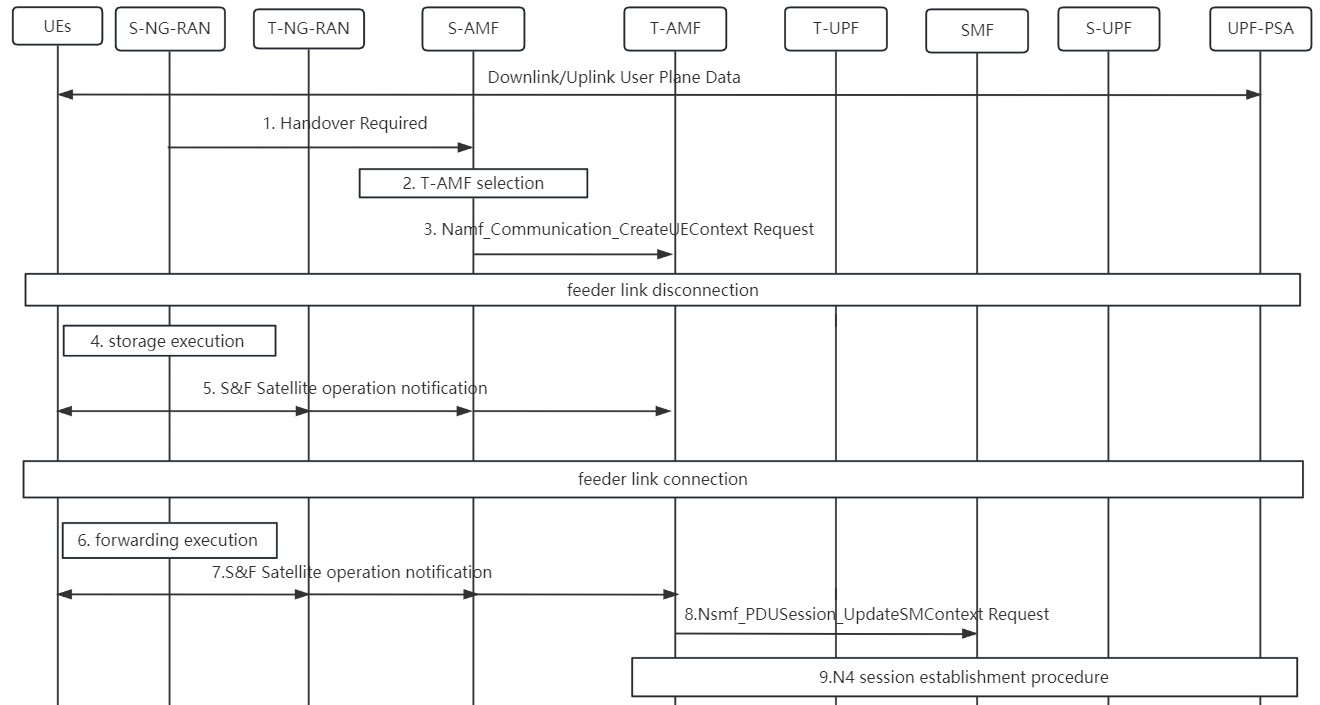 UEs
S-NG-RAN
T-NG-RAN
S-AMF
T-AMF
T-UPF
SMF
S-UPF
UPF-PSA
Downlink/Uplink User Plane Data
1. Handover Required
2. T-AMF selection
3. Namf_Communication_CreateUEContext Request
feeder link disconnection
4. storage execution
5. S&F Satellite operation notification
feeder link connection
6. forwarding execution
7.S&F Satellite operation notification
8.Nsmf_PDUSession_UpdateSMContext Request
9.N4 session establishment procedure